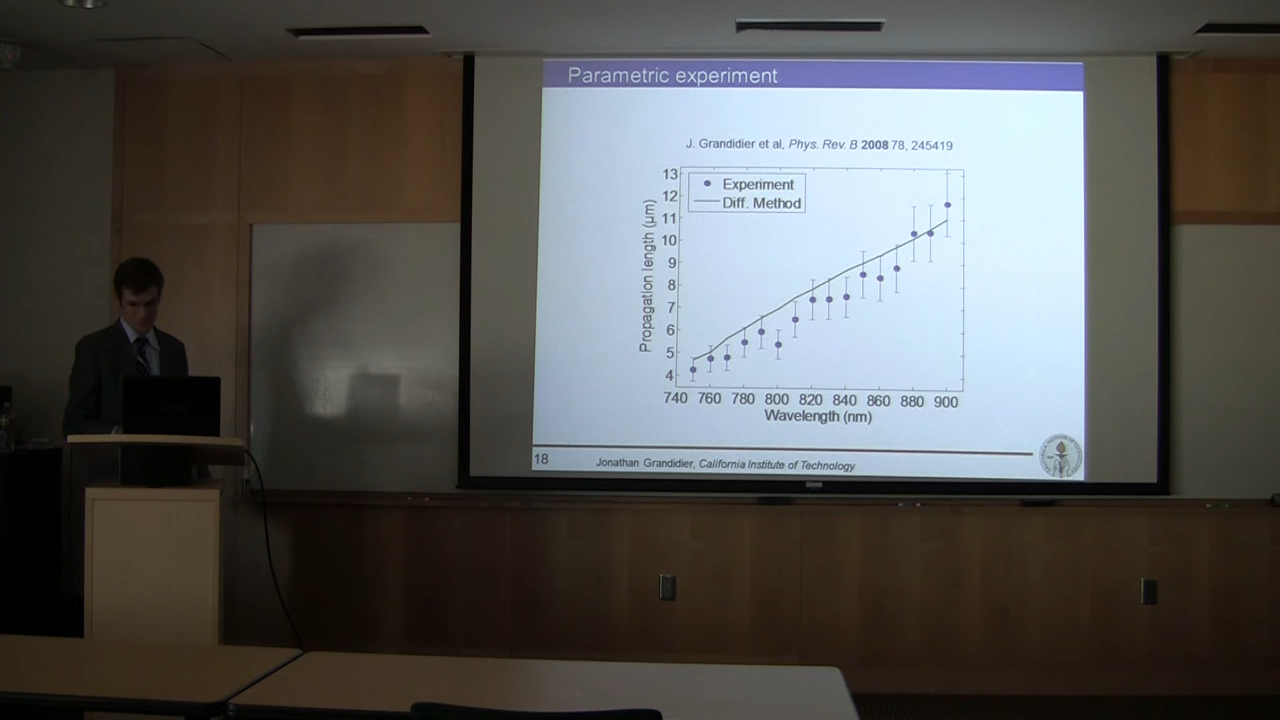 Parametric experiment
J. Grandidier et al, Phys. Rev. B 2008 78, 245419
Experiment
Diff. Method
Propagation length (μm)
13
12
11
10
9
8
7
6
5
4
740 760 780 800 820 840 860 880 900
Wavelength (nm)
18
Jonathan Grandidier, California Institute of Technology